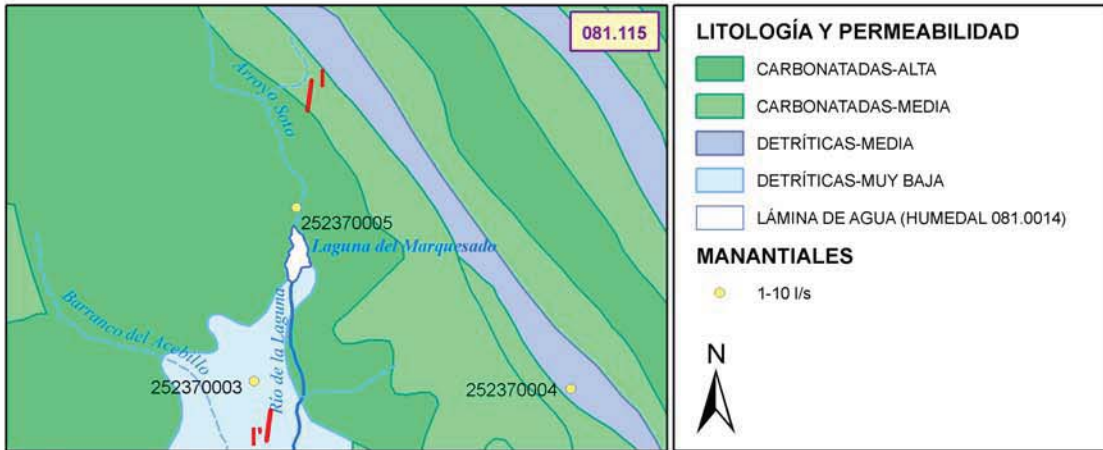 081.115
Arroyo Soto
I
252370005
Laguna del Marquesado
Río de la Laguna
Barranco del Acebillo
252370003
252370004
I'
LITOLOGÍA Y PERMEABILIDAD
CARBONATADAS-ALTA
CARBONATADAS-MEDIA
DETRÍTICAS-MEDIA
DETRÍTICAS-MUY BAJA
LÁMINA DE AGUA (HUMEDAL 081.0014)
MANANTIALES
1-10 l/s
N